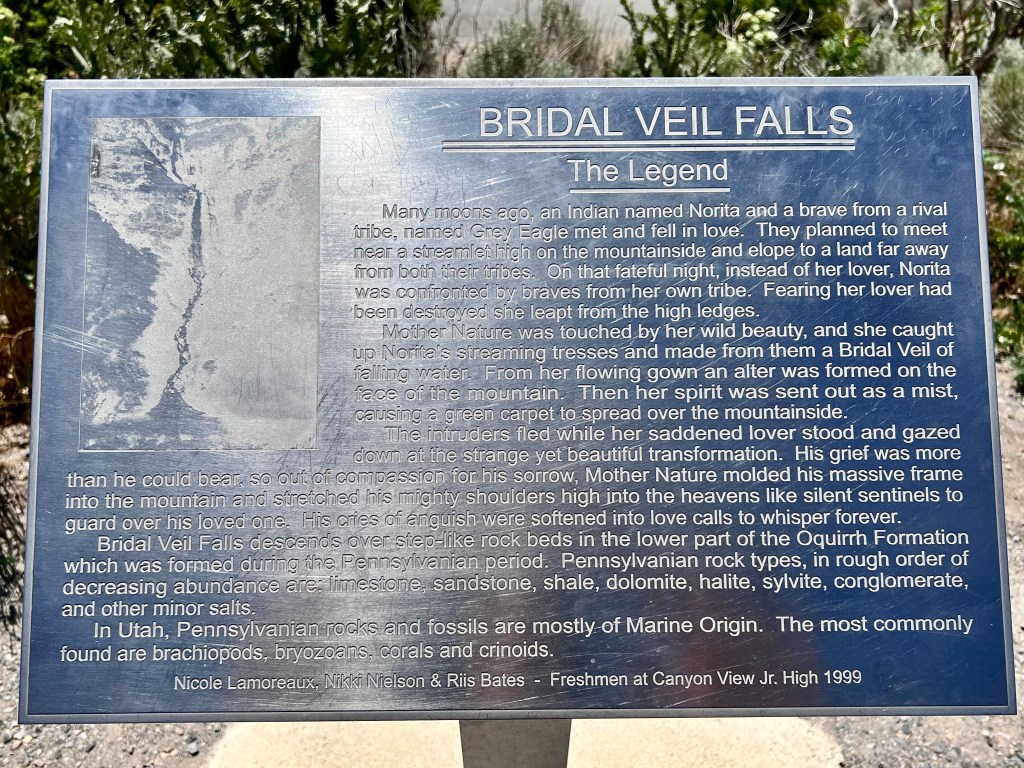 BRIDAL VEIL FALLS
The Legend
Many moons ago, an Indian named Norita and a brave from a rival
tribe, named Grey Eagle met and fell in love. They planned to meet
near a streamlet high on the mountainside and elope to a land far away
from both their tribes. On that fateful night, instead of her lover, Norita
was confronted by braves from her own tribe. Fearing her lover had
been destroyed she leapt from the high ledges.
Mother Nature was touched by her wild beauty, and she caught
up Norita's streaming tresses and made from them a Bridal Veil of
falling water. From her flowing gown an alter was formed on the
face of the mountain. Then her spirit was sent out as a mist,
causing a green carpet to spread over the mountainside.
The intruders fled while her saddened lover stood and gazed
down at the strange yet beautiful transformation. His grief was more
than he could bear, so out of compassion for his sorrow, Mother Nature molded his massive frame
into the mountain and stretched his mighty shoulders high into the heavens like silent sentinels to
guard over his loved one. His cries of anguish were softened into love calls to whisper forever.
Bridal Veil Falls descends over step-like rock beds in the lower part of the Oquirrh Formation
which was formed during the Pennsylvanian period. Pennsylvanian rock types, in rough order of
decreasing abundance are: limestone, sandstone, shale, dolomite, halite, sylvite, conglomerate,
and other minor salts.
In Utah, Pennsylvanian rocks and fossils are mostly of Marine Origin. The most commonly
found are brachiopods, bryozoans, corals and crinoids.
Nicole Lamoreaux, Nikki Nielson & Riis Bates - Freshmen at Canyon View Jr. High 1999